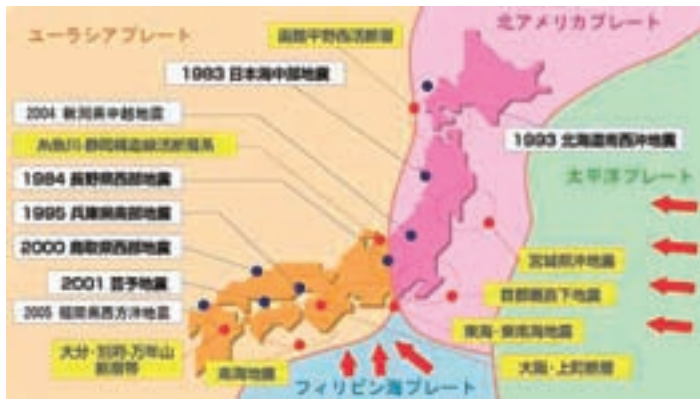 ユーラシアプレート
北アメリカプレート
函館平野西活断層
1993 日本海中部地震
2004 新潟県中越地震
1993 北海道南西沖地震
糸魚川・静岡構造線活断層系
太平洋プレート
1984 長野県西部地震
1995 兵庫県南部地震
2000 鳥取県西部地震
宮城県沖地震
2001 芸予地震
首都圏直下地震
2005 福岡県西方沖地震
東海・東南海地震
大分・別府・万年山
断層帯
南海地震
大阪・上町断層
フィリピン海プレート